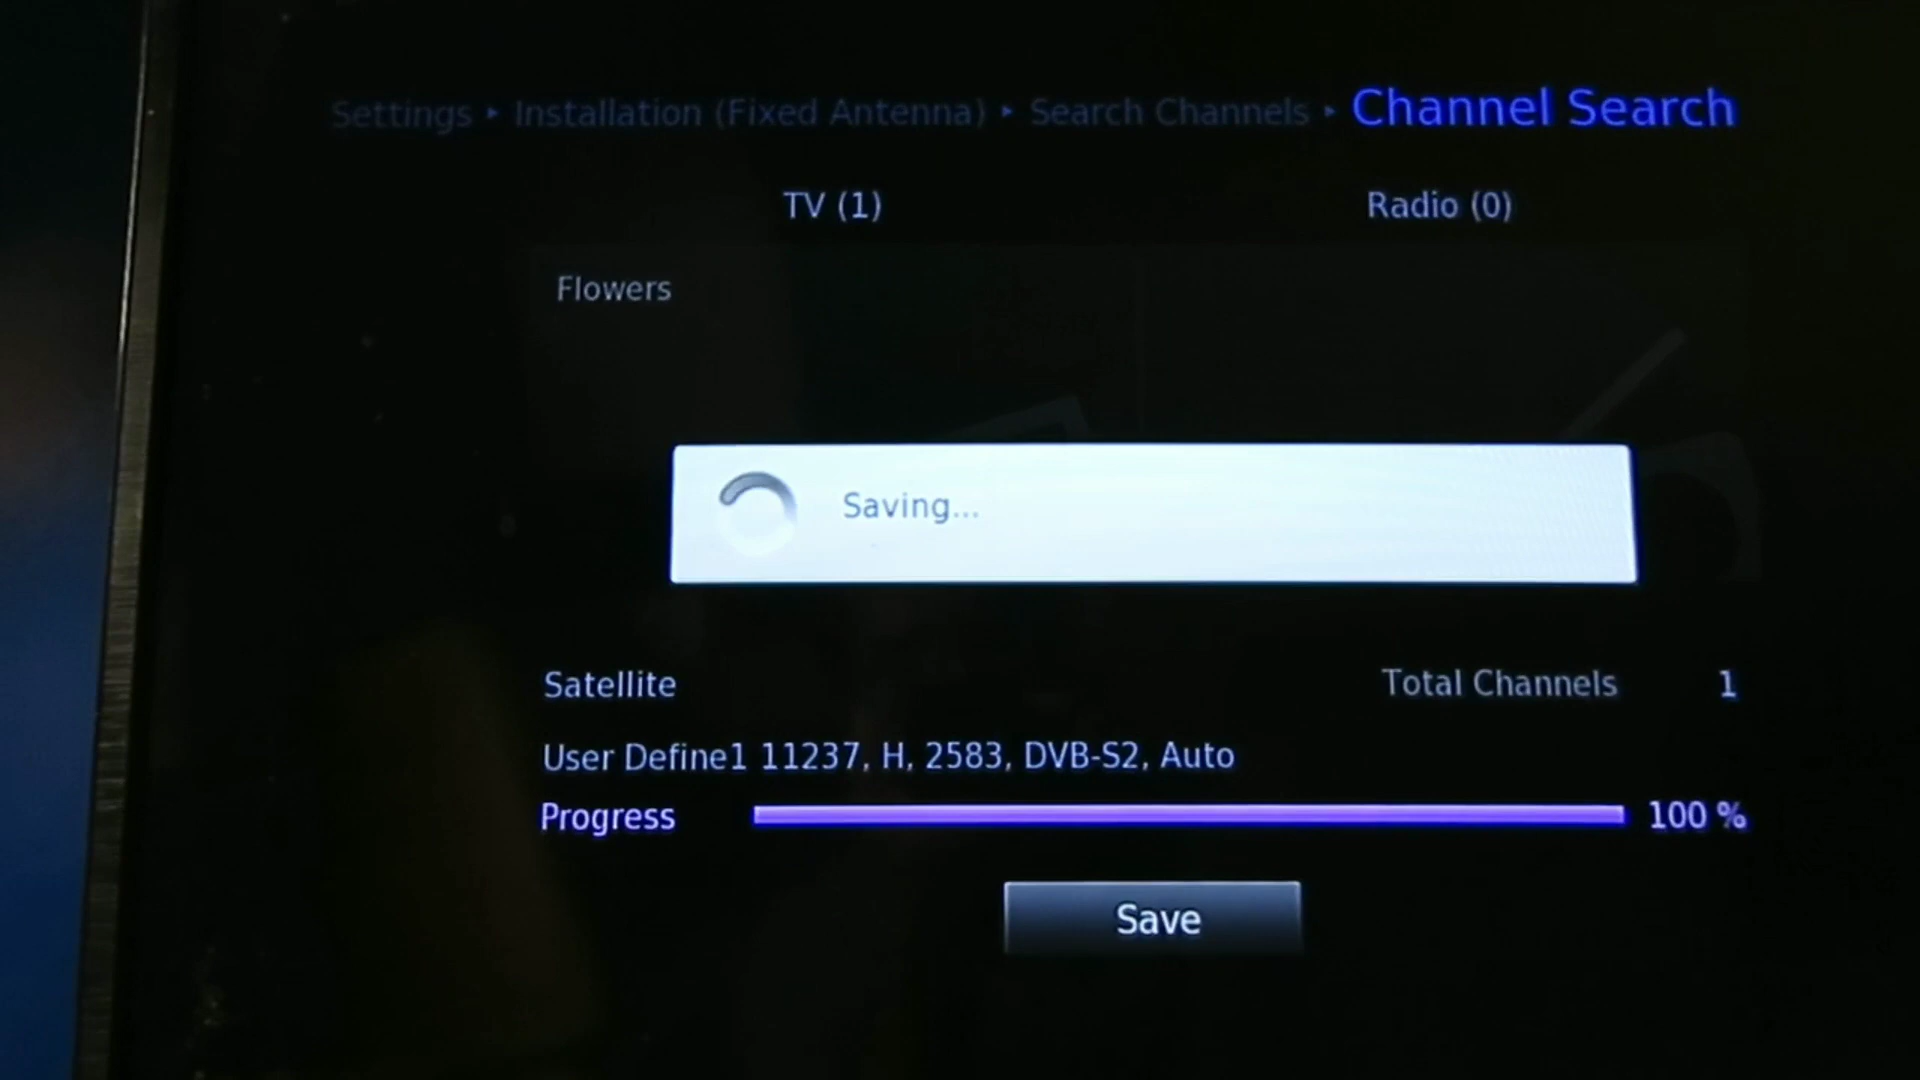 Settings ‣ Installation (Fixed Antenna) ‣ Search Channels ‣ Channel Search
TV (1) Radio (0)
Flowers
Saving...
Satellite Total Channels 1
User Define1 11237, H, 2583, DVB-S2, Auto
Progress 100 %
Save